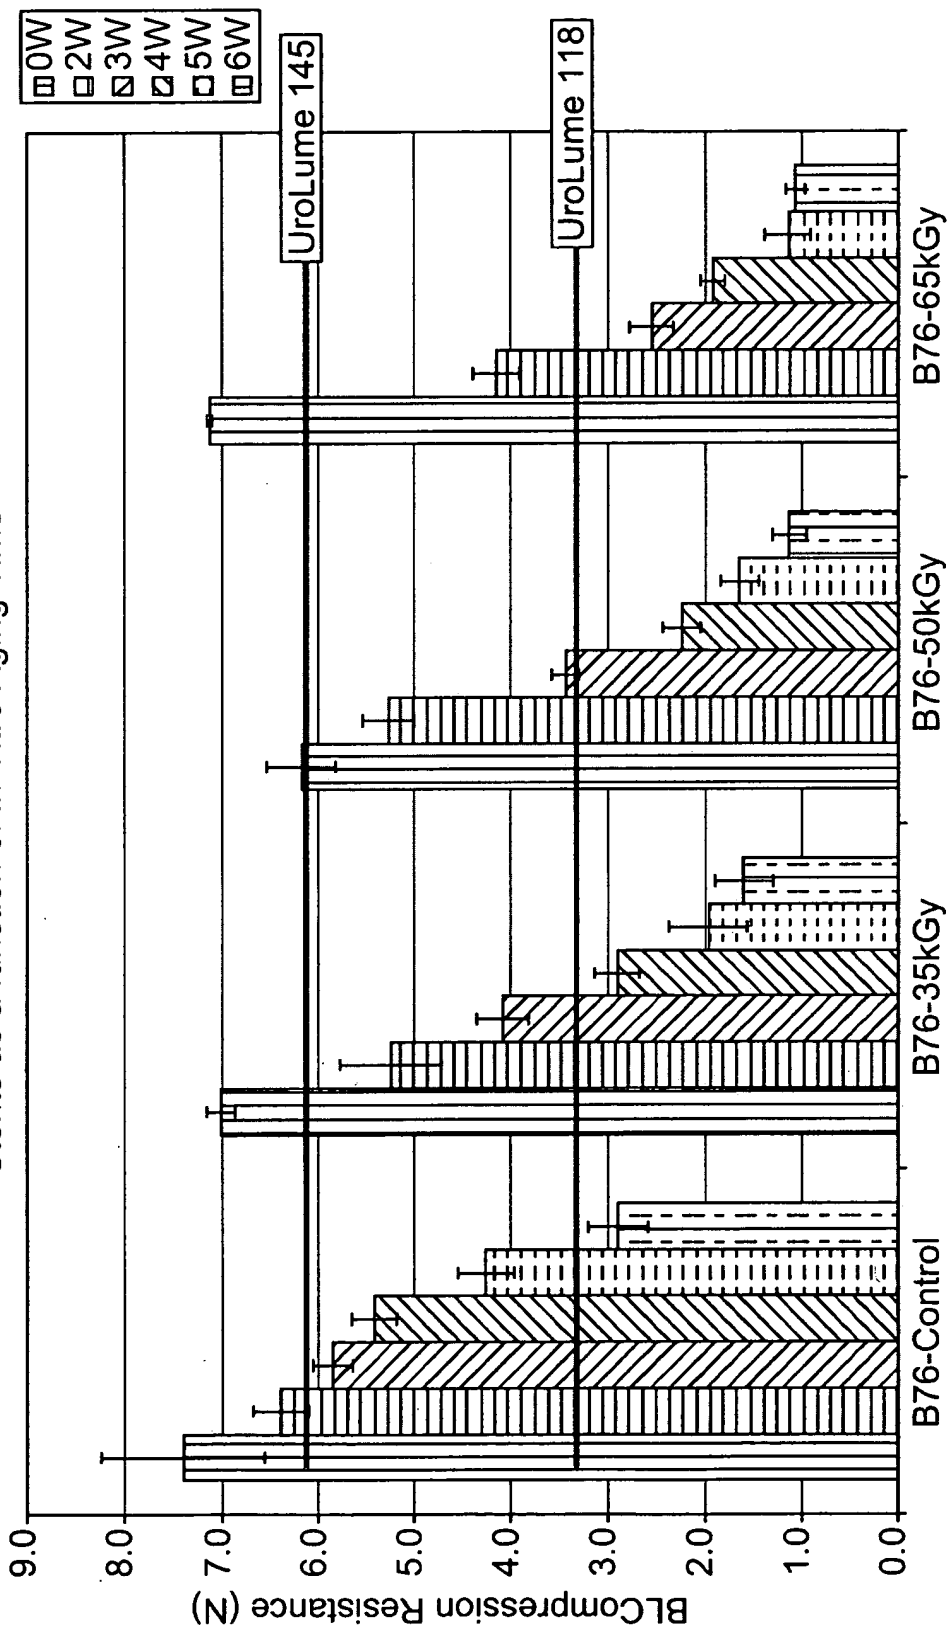 9.0
8.0
7.0
6.0
5.0
4.0
3.0
2.0
1.0
0.0
BLCompression Resistance (N)
UroLume 145
UroLume 118
0W
2W
3W
4W
5W
6W
B76-Control
B76-35kGy
B76-50kGy
B76-65kGy